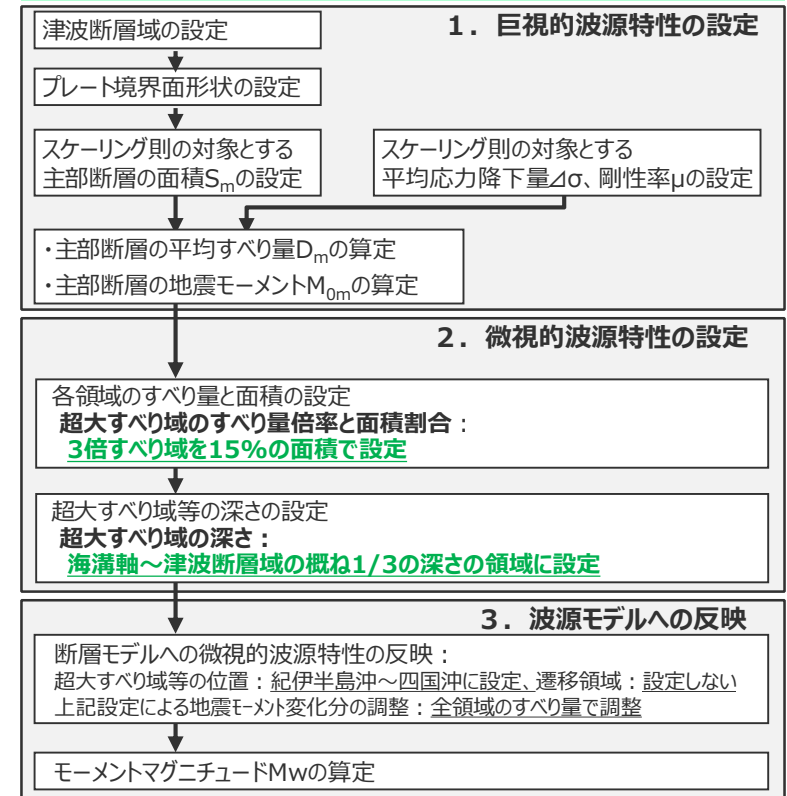 1．巨視的波源特性の設定
津波断層域の設定
プレート境界面形状の設定
スケーリング則の対象とする
主部断層の面積Smの設定
スケーリング則の対象とする
平均応力降下量⊿σ、剛性率μの設定
・主部断層の平均すべり量Dmの算定
・主部断層の地震モーメントM0mの算定
2．微視的波源特性の設定
各領域のすべり量と面積の設定
超大すべり域のすべり量倍率と面積割合：
3倍すべり域を15%の面積で設定
超大すべり域等の深さの設定
超大すべり域の深さ：
海溝軸～津波断層域の概ね1/3の深さの領域に設定
3．波源モデルへの反映
断層モデルへの微視的波源特性の反映：
超大すべり域等の位置：紀伊半島沖～四国沖に設定、遷移領域：設定しない
上記設定による地震ﾓｰﾒﾝﾄ変化分の調整：全領域のすべり量で調整
モーメントマグニチュードMwの算定